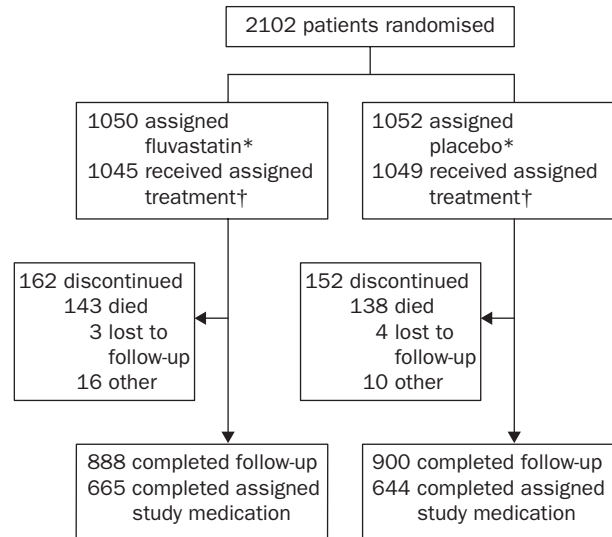 2102 patients randomised
1050 assigned
fluvastatin*
1045 received assigned
treatment†
1052 assigned
placebo*
1049 received assigned
treatment†
162 discontinued
143 died
3 lost to
follow-up
16 other
152 discontinued
138 died
4 lost to
follow-up
10 other
888 completed follow-up
665 completed assigned
study medication
900 completed follow-up
644 completed assigned
study medication